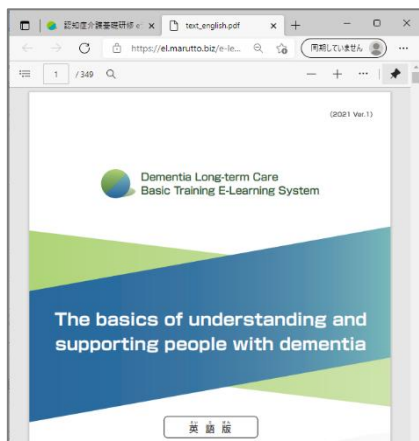 認知症介護基礎研修 e
text_english.pdf
https://el.marutto.biz/e-le...
同期していません
1 / 349
(2021 Ver.1)
Dementia Long-term Care
Basic Training E-Learning System
The basics of understanding and
supporting people with dementia
英語版